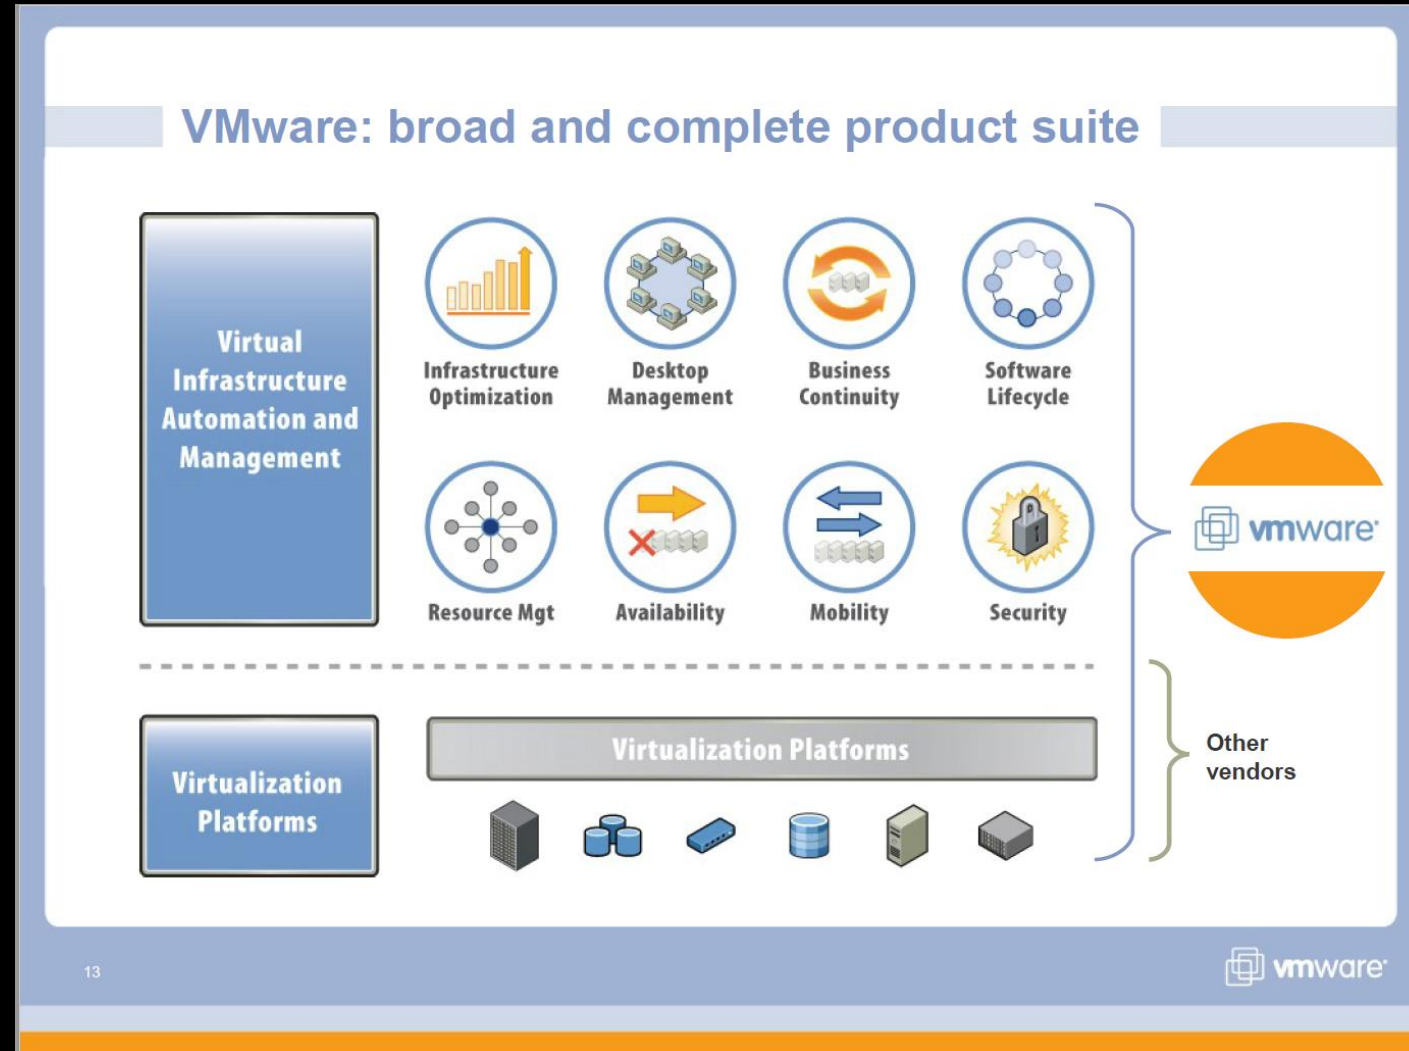 VMware: broad and complete product suite
Virtual
Infrastructure
Automation and
Management
Infrastructure
Optimization
Desktop
Management
Business
Continuity
Software
Lifecycle
Resource Mgt
Availability
Mobility
Security
vmware
Virtualization
Platforms
Virtualization Platforms
Other
vendors
13
vmware